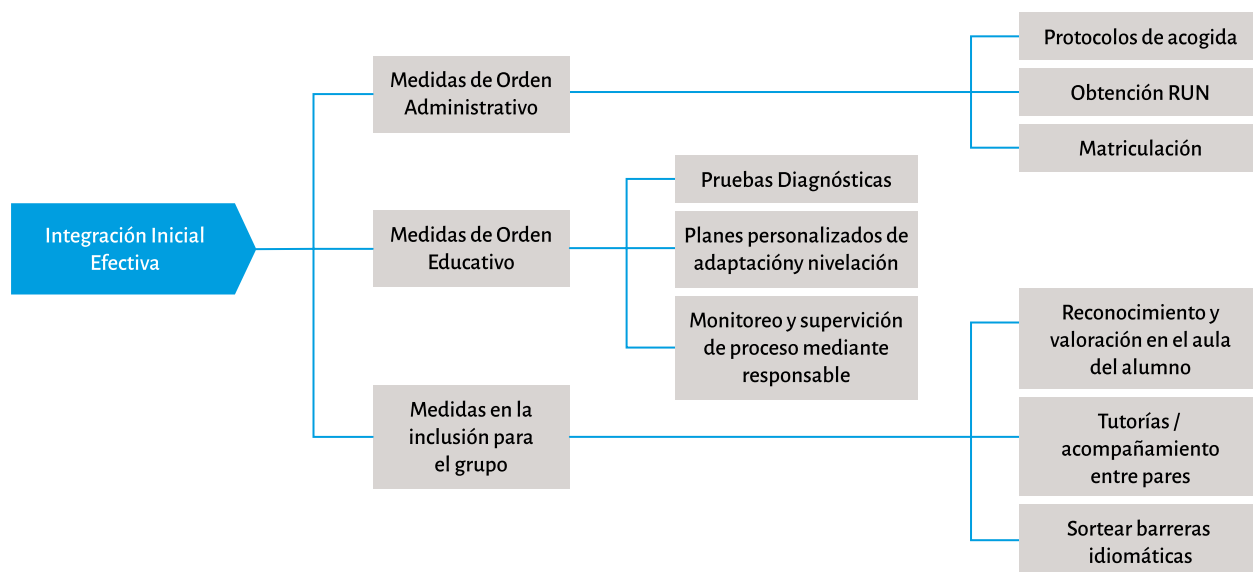 Integración Inicial
Efectiva
Medidas de Orden
Administrativo
Protocolos de acogida
Obtención RUN
Matriculación
Medidas de Orden
Educativo
Pruebas Diagnósticas
Planes personalizados de
adaptacióny nivelación
Monitoreo y supervición
de proceso mediante
responsable
Medidas en la
inclusión para
el grupo
Reconocimiento y
valoración en el aula
del alumno
Tutorías /
acompañamiento
entre pares
Sortear barreras
idiomáticas